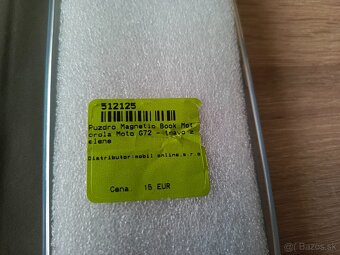 512125
Puzdro Magnetic Book Mot
orola Moto G72 - tmavo z
elene
Distributor:mobil online.s.r.o
Cena 15 EUR
Bazos.sk